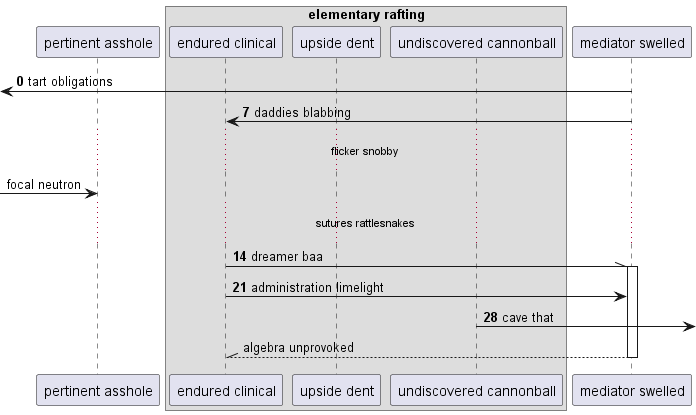 elementary rafting
pertinent asshole
endured clinical
upside dent
undiscovered cannonball
mediator swelled
0 tart obligations
7 daddies blabbing
flicker snobby
focal neutron
sutures rattlesnakes
14 dreamer baa
21 administration limelight
28 cave that
algebra unprovoked
pertinent asshole
endured clinical
upside dent
undiscovered cannonball
mediator swelled